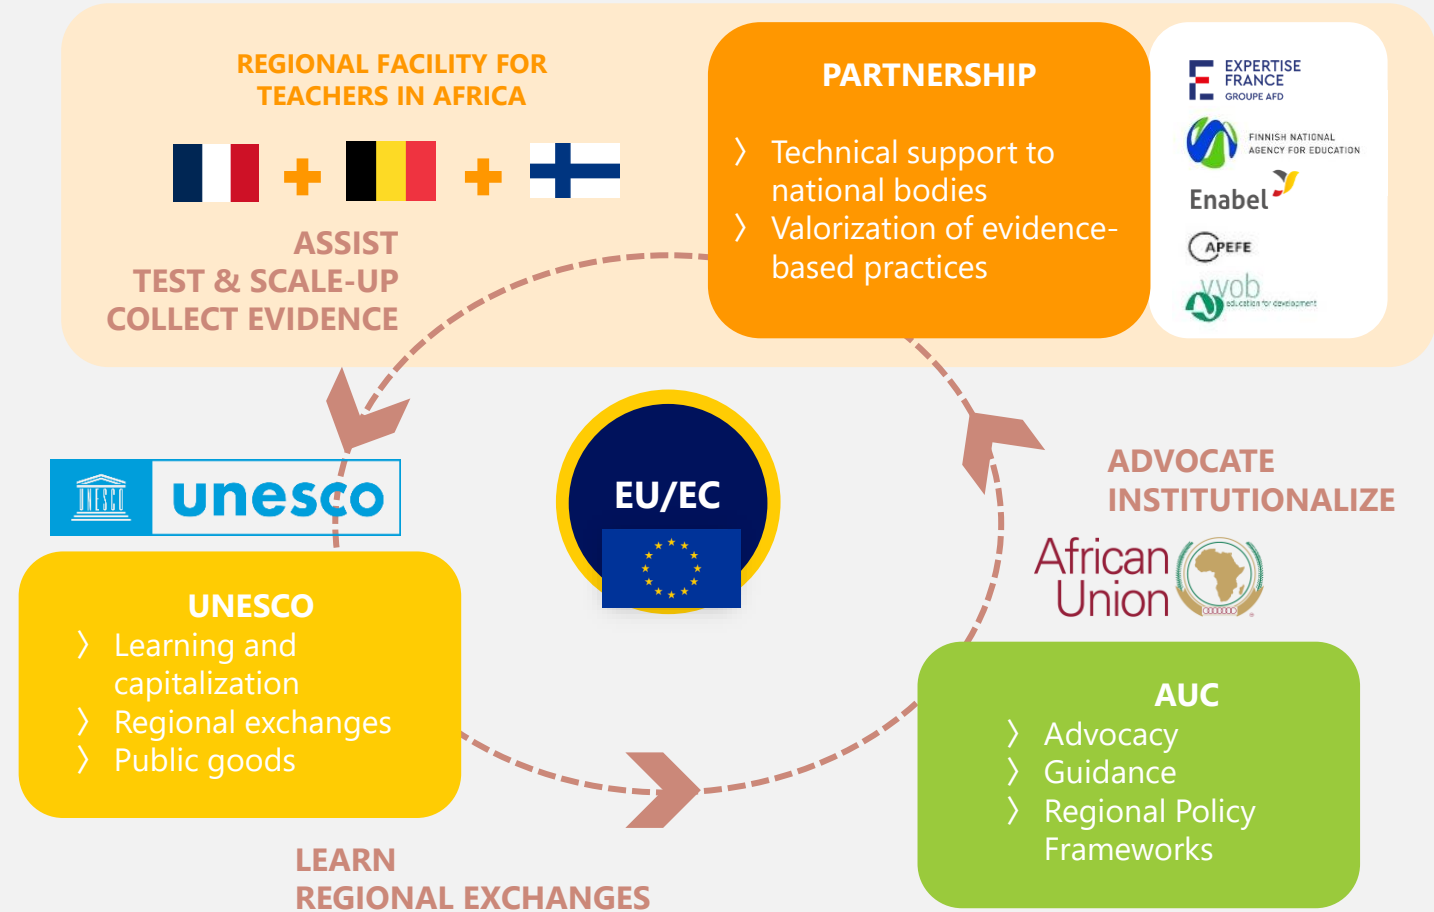 REGIONAL FACILITY FOR
TEACHERS IN AFRICA
ASSIST
TEST & SCALE-UP
COLLECT EVIDENCE
PARTNERSHIP
〉 Technical support to
national bodies
〉 Valorization of evidence-
based practices
EXPERTISE
FRANCE
GROUPE AFD
FINNISH NATIONAL
AGENCY FOR EDUCATION
Enabel
APEFE
vvob
education for development
UNESCO
unesco
EU/EC
ADVOCATE
INSTITUTIONALIZE
African
Union
UNESCO
〉 Learning and
capitalization
〉 Regional exchanges
〉 Public goods
AUC
〉 Advocacy
〉 Guidance
〉 Regional Policy
Frameworks
LEARN
REGIONAL EXCHANGES